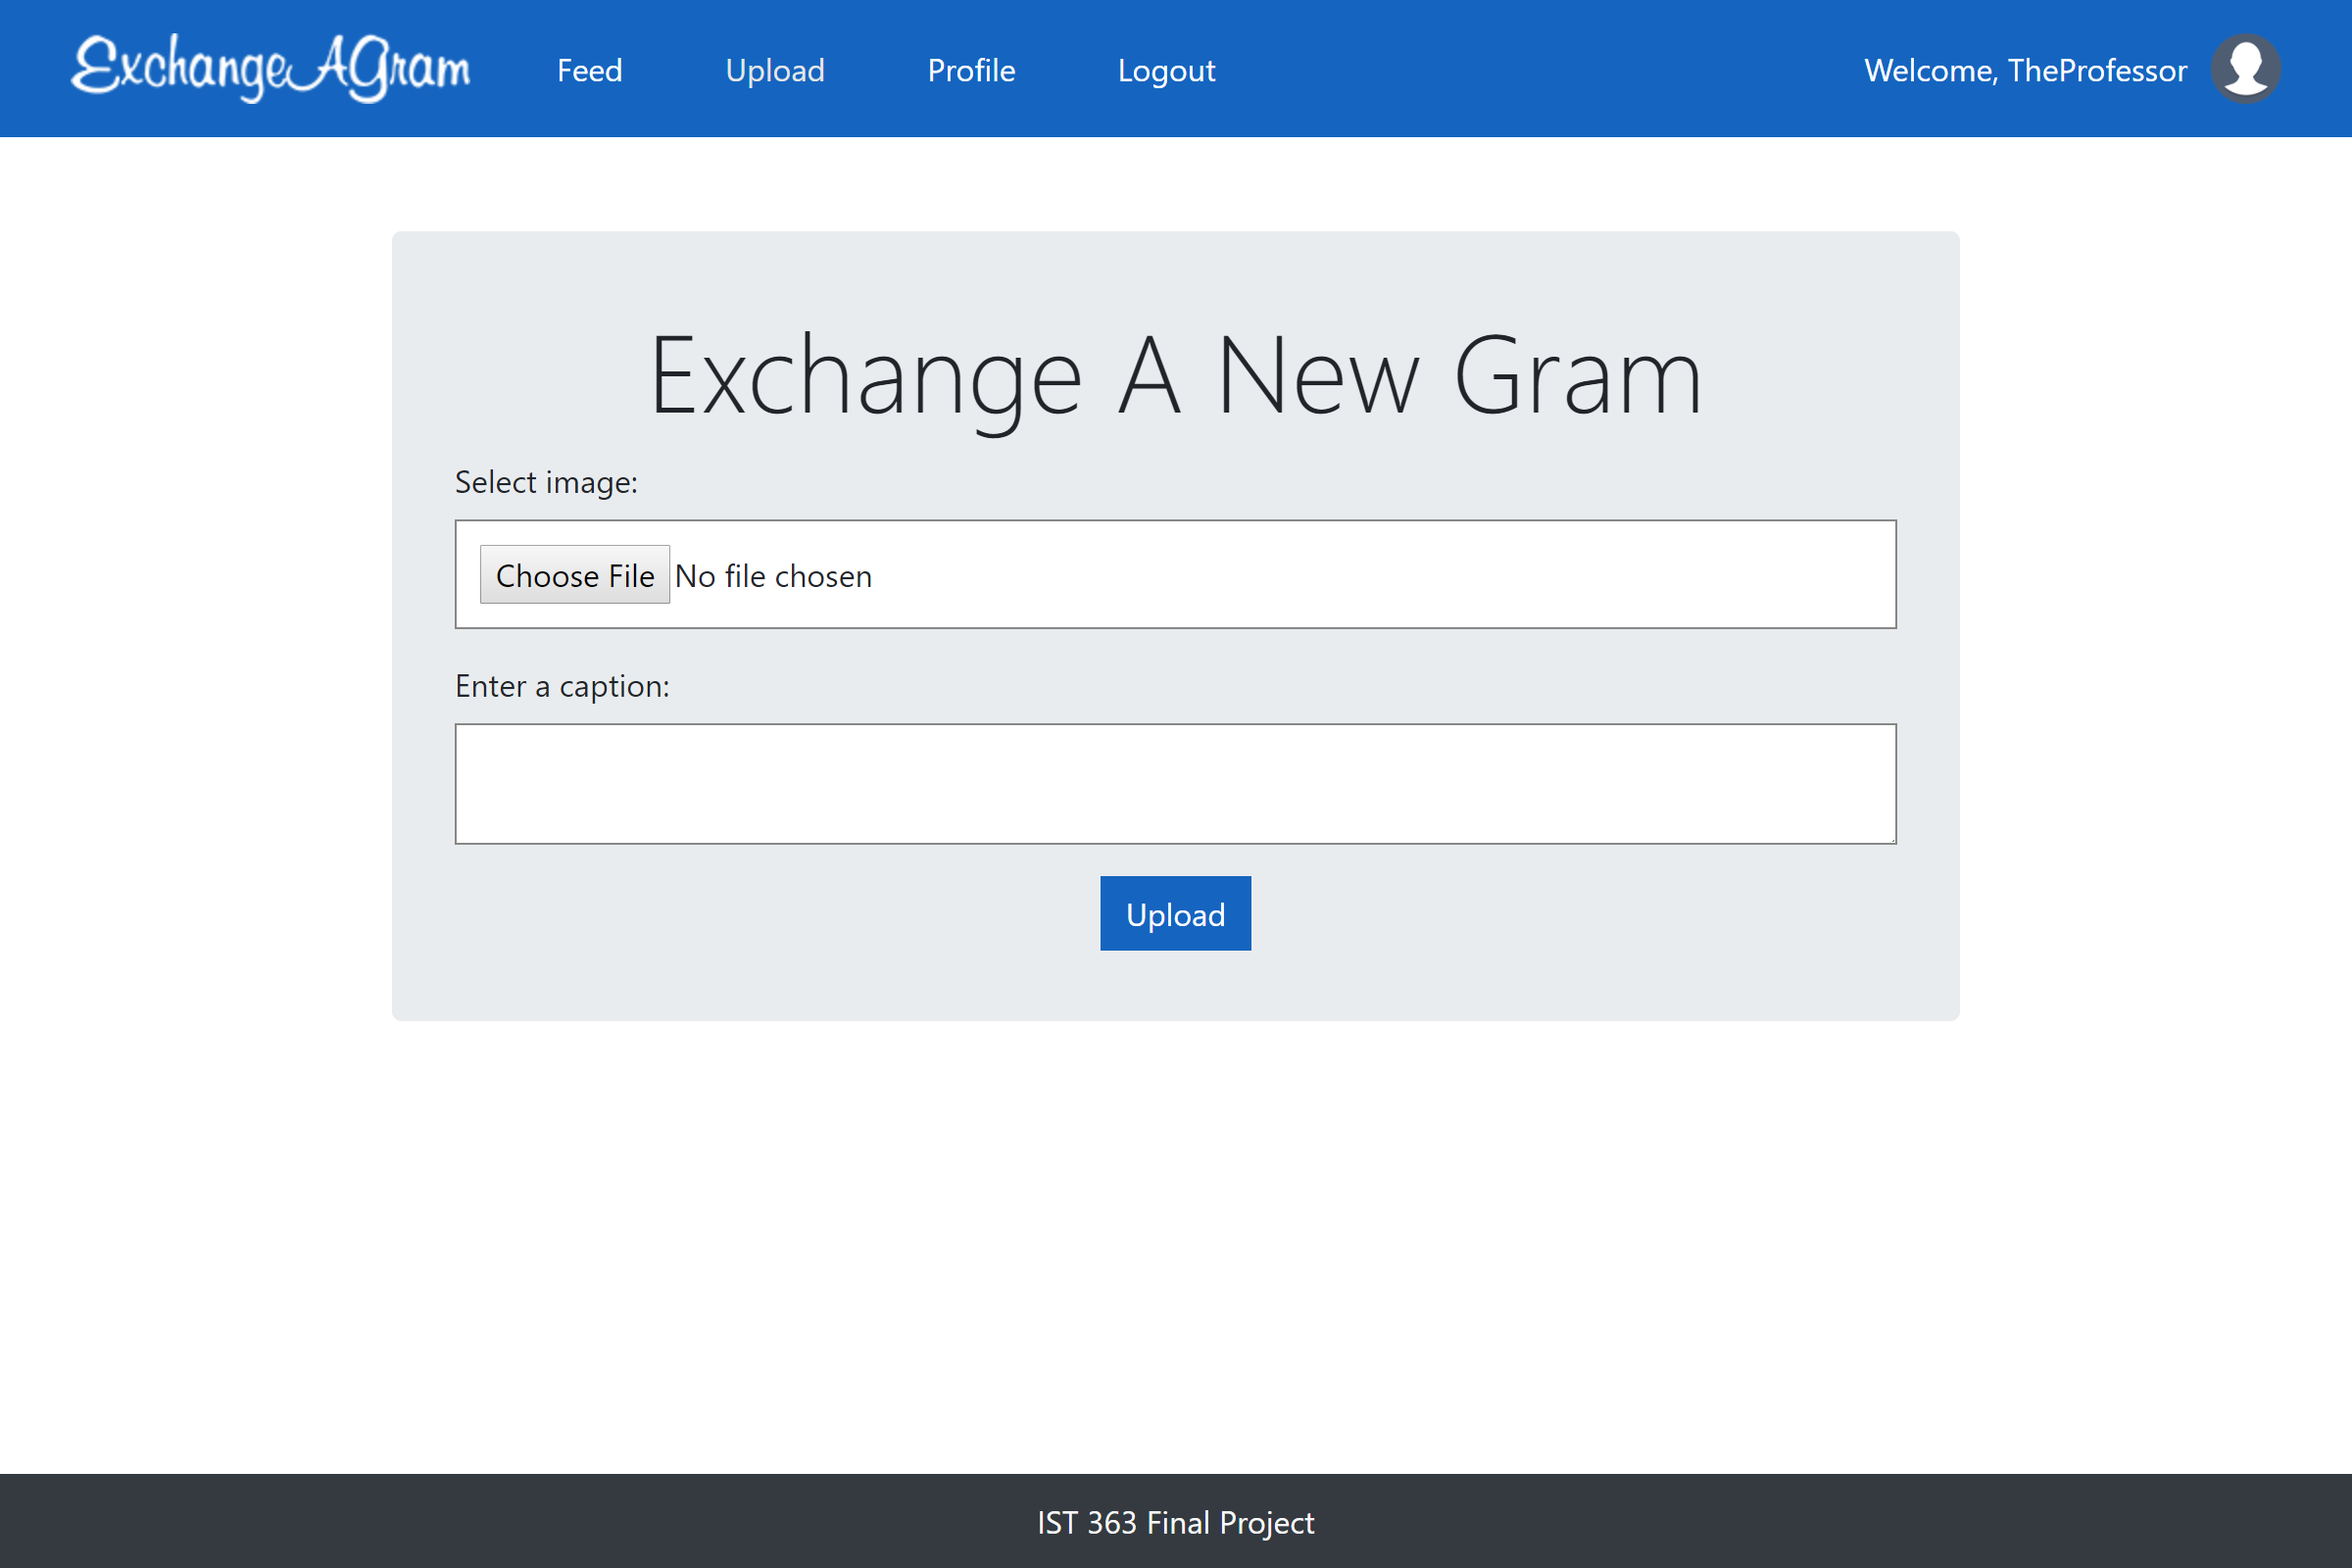 ExchangeAGram Feed Upload Profile Logout Welcome, TheProfessor
Exchange A New Gram
Select image:
Choose File No file chosen
Enter a caption:
Upload
IST 363 Final Project